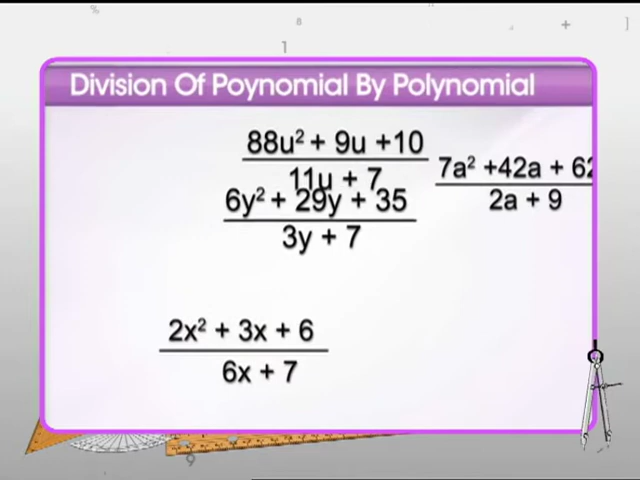 Division Of Poynomial By Polynomial
88u² + 9u +10
11u + 7
7a² +42a + 62
2a + 9
6y² + 29y + 35
3y + 7
2x² + 3x + 6
6x + 7